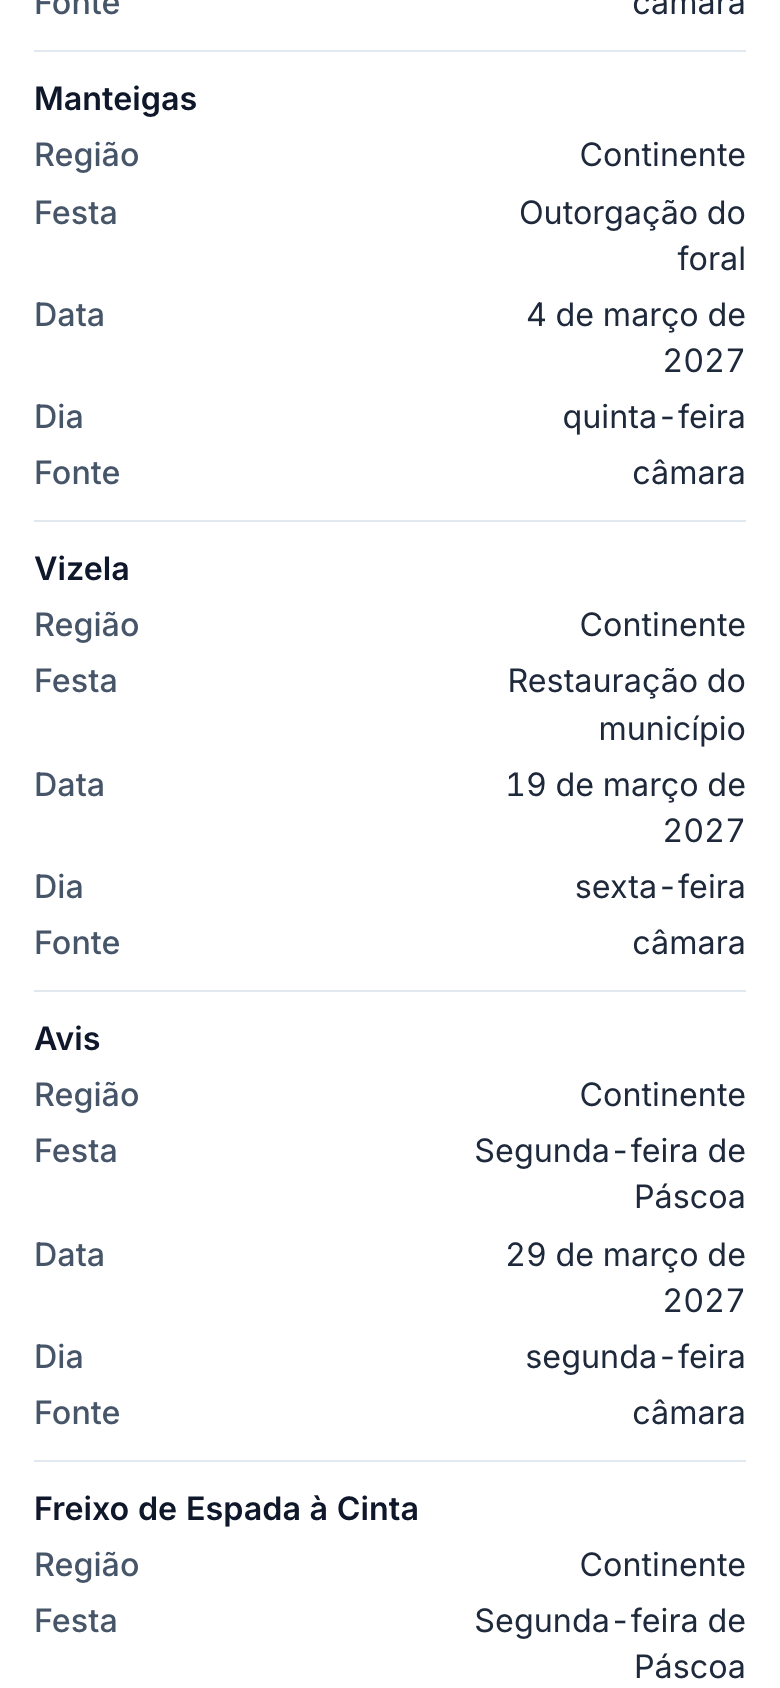 Fonte câmara
Manteigas
Região Continente
Festa Outorgação do
foral
Data 4 de março de
2027
Dia quinta-feira
Fonte câmara
Vizela
Região Continente
Festa Restauração do
município
Data 19 de março de
2027
Dia sexta-feira
Fonte câmara
Avis
Região Continente
Festa Segunda-feira de
Páscoa
Data 29 de março de
2027
Dia segunda-feira
Fonte câmara
Freixo de Espada à Cinta
Região Continente
Festa Segunda-feira de
Páscoa